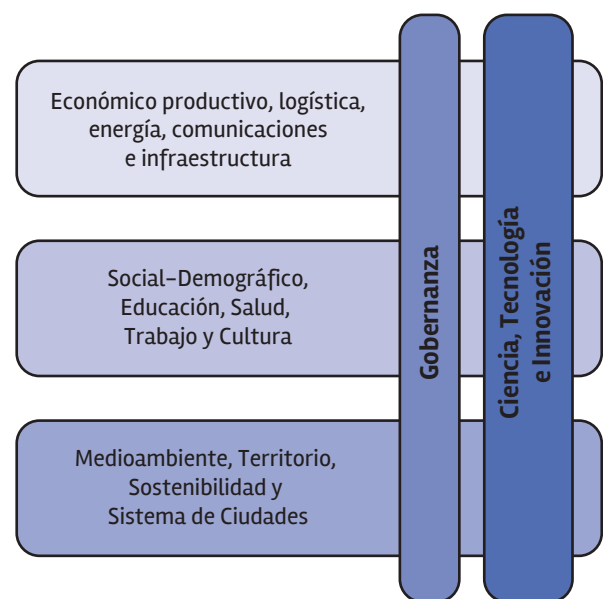 Económico productivo, logística,
energía, comunicaciones
e infraestructura
Social-Demográfico,
Educación, Salud,
Trabajo y Cultura
Medioambiente, Territorio,
Sostenibilidad y
Sistema de Ciudades
Gobernanza
Ciencia, Tecnología
e Innovación